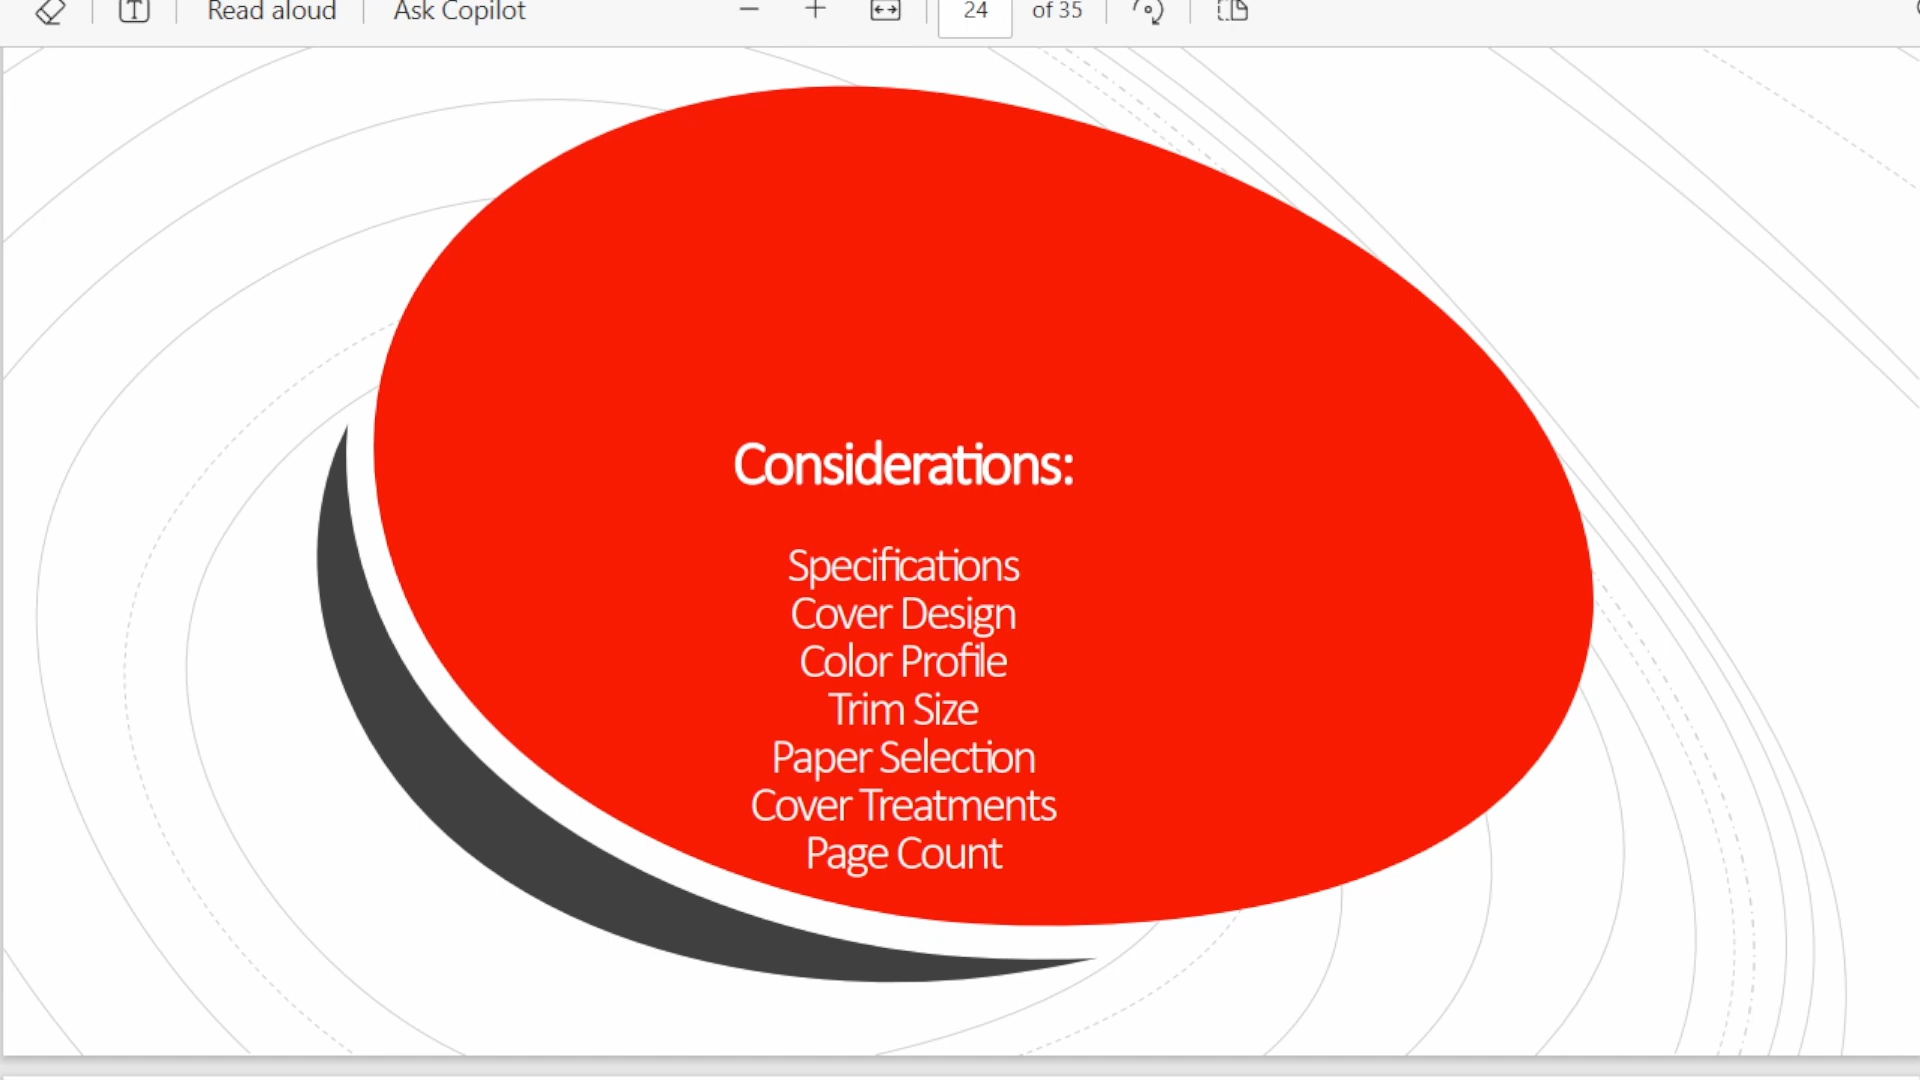 Read aloud
Ask Copilot
24
of 35
Considerations:
Specifications
Cover Design
Color Profile
Trim Size
Paper Selection
Cover Treatments
Page Count